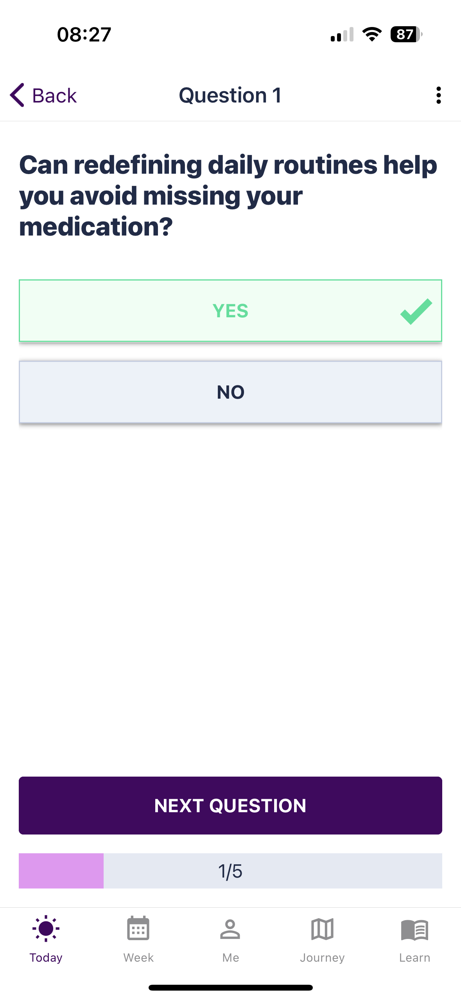 08:27
87
Back
Question 1
Can redefining daily routines help
you avoid missing your
medication?
YES
NO
NEXT QUESTION
1/5
Today
Week
Me
Journey
Learn